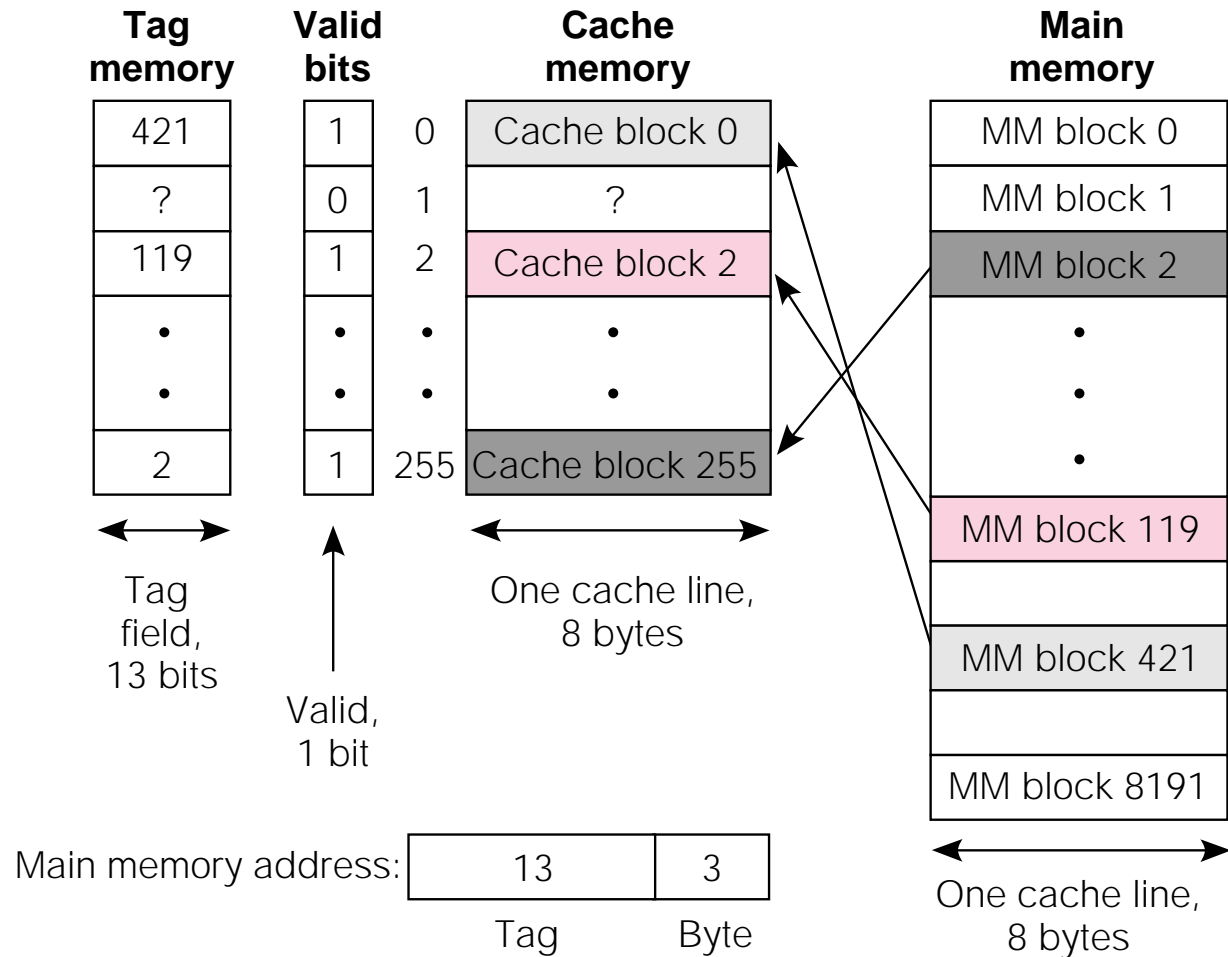 Tag
memory
Valid
bits
Cache
memory
Main
memory
421
1
0
Cache block 0
MM block 0
?
0
1
?
MM block 1
119
1
2
Cache block 2
MM block 2
2
1
255
Cache block 255
MM block 119
MM block 421
MM block 8191
Tag
field,
13 bits
Valid,
1 bit
One cache line,
8 bytes
One cache line,
8 bytes
Main memory address:
13
3
Tag
Byte